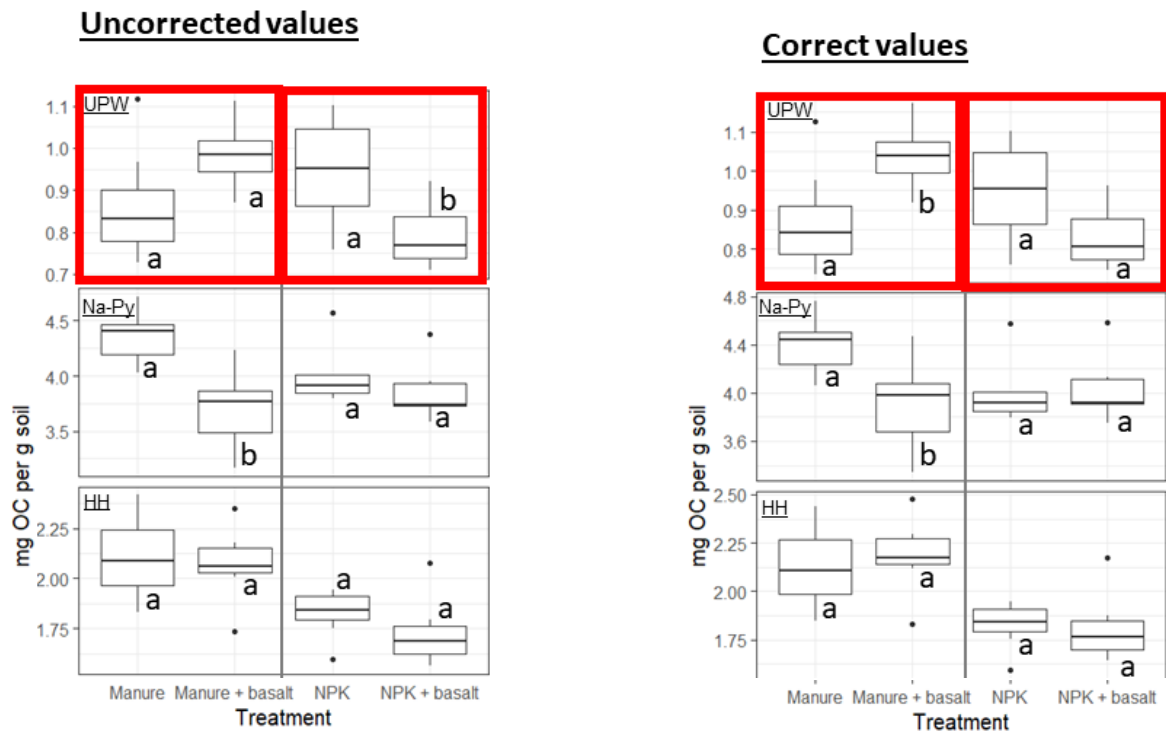 Uncorrected values
UPW
1.1
1.0
0.9
0.8
0.7
a
a
a
b
Na-Py
4.5
4.0
3.5
a
b
a
a
HH
2.25
2.00
1.75
a
a
a
a
mg OC per g soil
Manure Manure + basalt NPK NPK + basalt
Treatment
Correct values
UPW
1.1
1.0
0.9
0.8
a
b
a
a
Na-Py
4.8
4.4
4.0
3.6
a
b
a
a
HH
2.50
2.25
2.00
1.75
a
a
a
a
mg OC per g soil
Manure Manure + basalt NPK NPK + basalt
Treatment